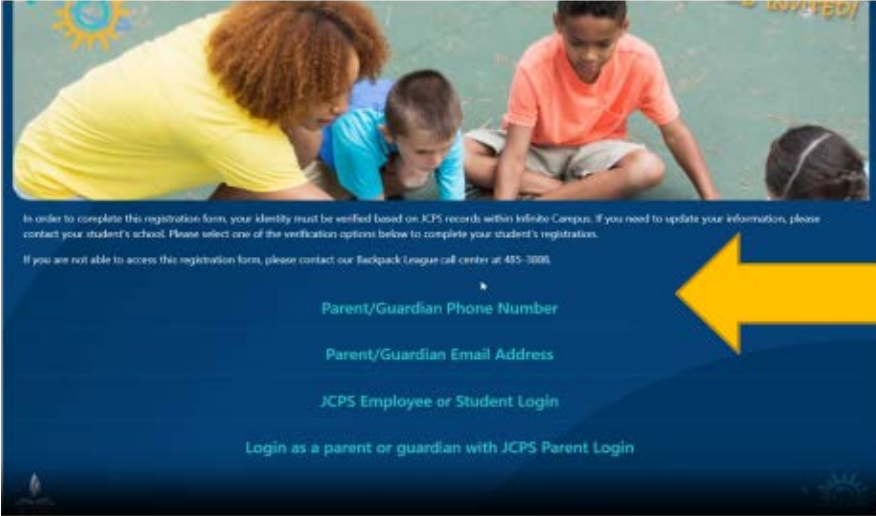 INVITED!
In order to complete this registration form, your identity must be verified based on JCPS records within Infinite Campus. If you need to update your information, please
contact your student's school. Please select one of the verification options below to complete your student's registration.
If you are not able to access this registration form, please contact our Backpack League call center at
Parent/Guardian Phone Number
Parent/Guardian Email Address
JCPS Employee or Student Login
Login as a parent or guardian with JCPS Parent Login